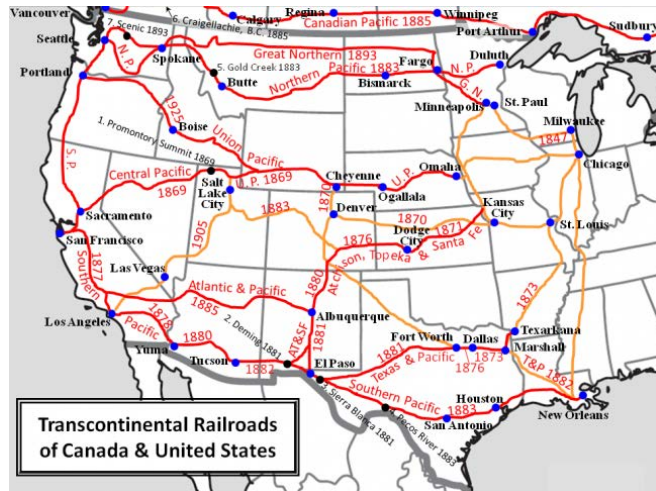 Vancouver
7. Scenic 1893
6. Craigellachie, B.C. 1885
Calgary
Regina
Winnipeg
Canadian Pacific 1885
Port Arthur
Sudbury
Seattle
N.P.
Spokane
Great Northern 1893
Fargo
N.P.
Duluth
5. Gold Creek 1883
Butte
Northern Pacific 1883
Bismarck
G.N.
Minneapolis
St. Paul
Portland
1925
Boise
Union Pacific
Milwaukee
1847
Chicago
1. Promontory Summit 1869
S.P.
Central Pacific
1869
Salt
Lake
City
U.P. 1869
Cheyenne
U.P.
Ogallala
Omaha
Sacramento
San Francisco
1905
1883
1870
Denver
1870
Kansas
City
St. Louis
Dodge
City
1871
1876
Atchison, Topeka & Santa Fe
1877
Southern
Las Vegas
Atlantic & Pacific
1885
1880
Albuquerque
1873
Los Angeles
Pacific
1878
Yuma
1880
Tucson
1882
2. Deming 1881
AT&SF
1881
El Paso
1881
Texas & Pacific
1876
Fort Worth
Dallas
1873
Texarkana
Marshall
T&P 1882
3. Sierra Blanca 1881
Southern Pacific
1883
4. Pecos River 1883
San Antonio
Houston
New Orleans
Transcontinental Railroads
of Canada & United States